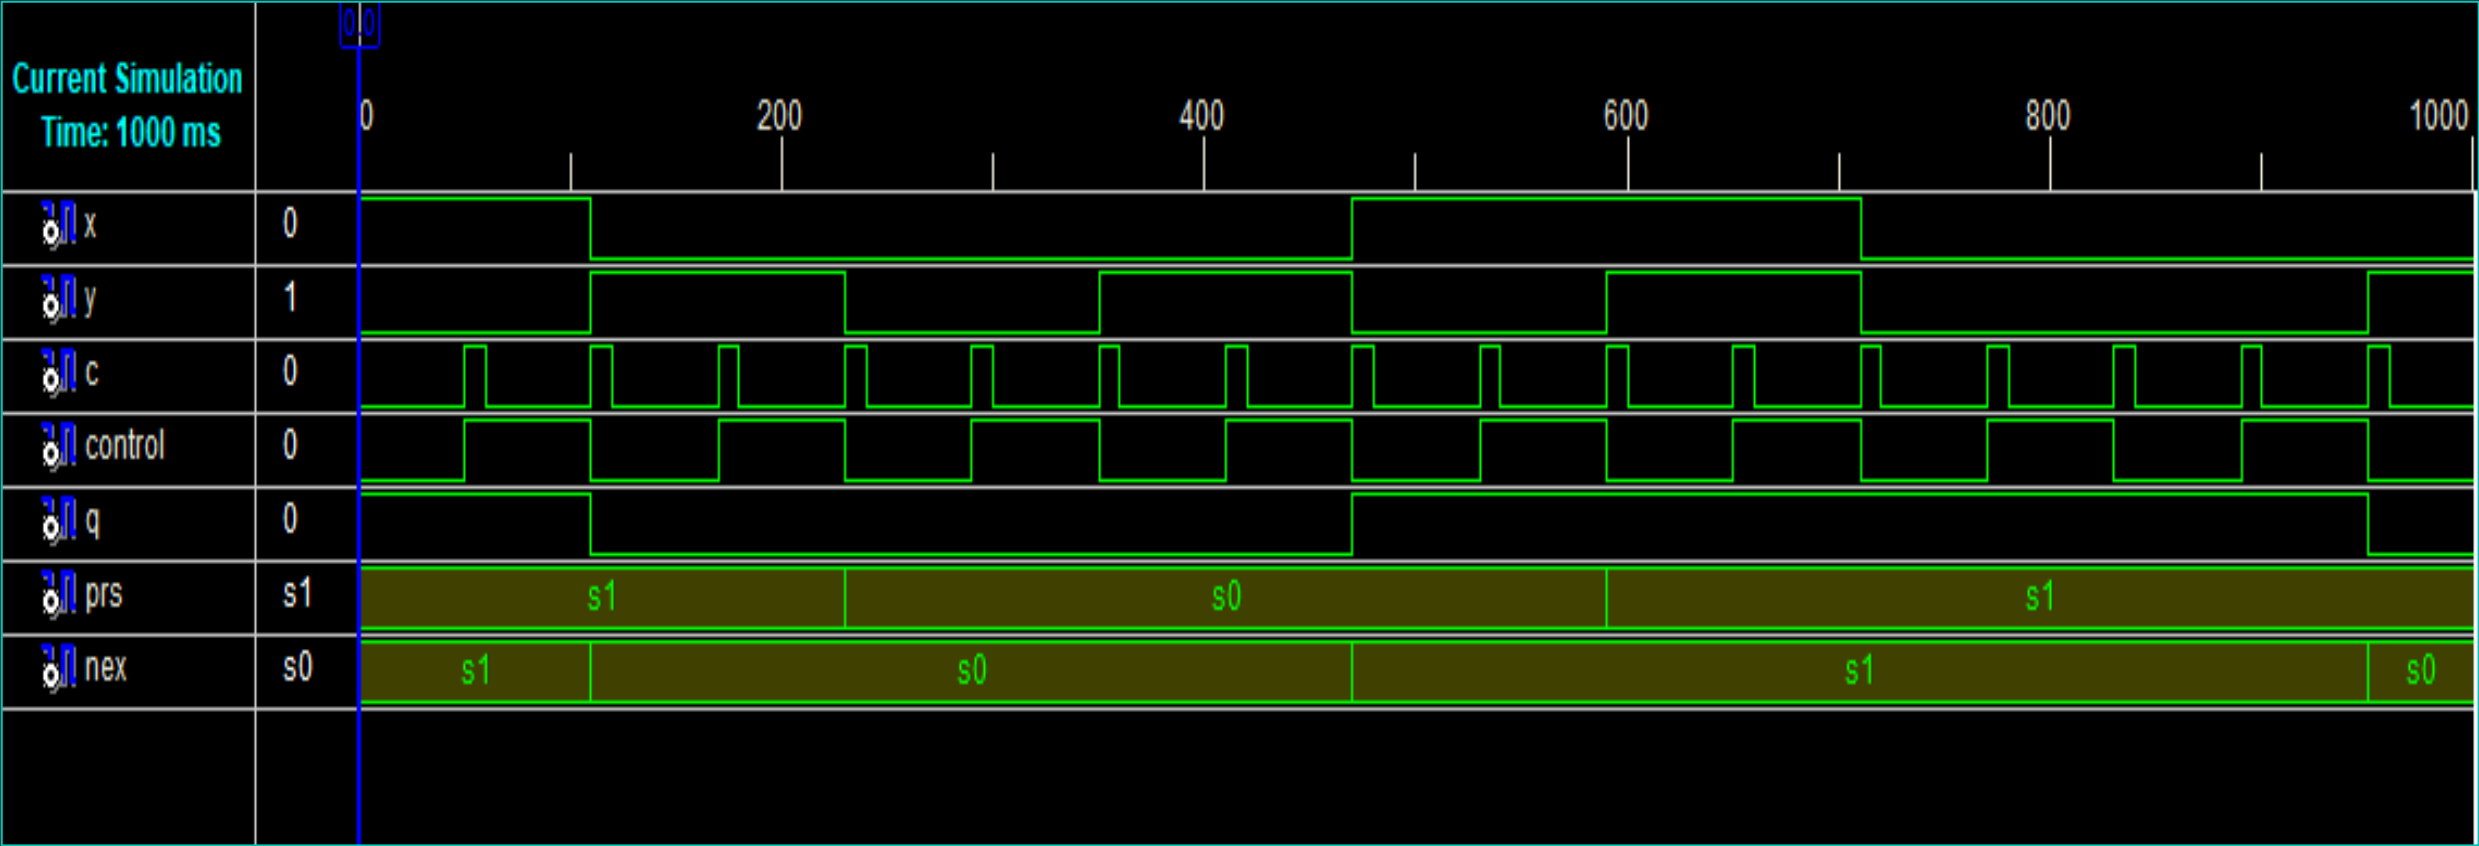 0.0
Current Simulation
Time: 1000 ms
0 200 400 600 800 1000
x 0
y 1
c 0
control 0
q 0
prs s1 s1 s0 s1
nex s0 s1 s0 s1 s0